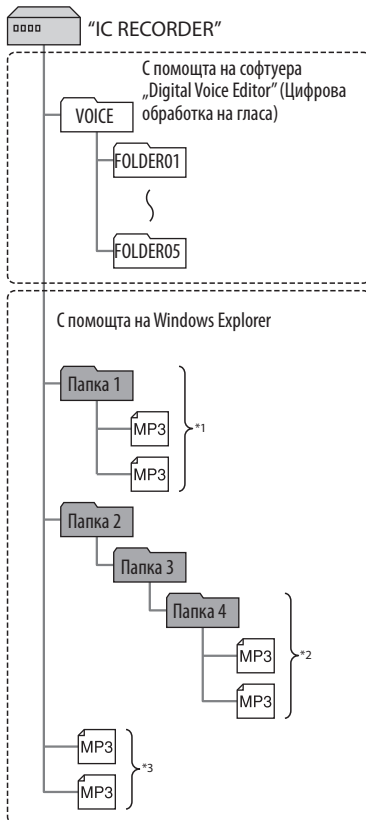 “IC RECORDER”
С помощта на софтуера
„Digital Voice Editor” (Цифрова
обработка на гласа)
VOICE
FOLDER01
FOLDER05
С помощта на Windows Explorer
Папка 1
MP3
*1
MP3
Папка 2
Папка 3
Папка 4
MP3
*2
MP3
MP3
*3
MP3